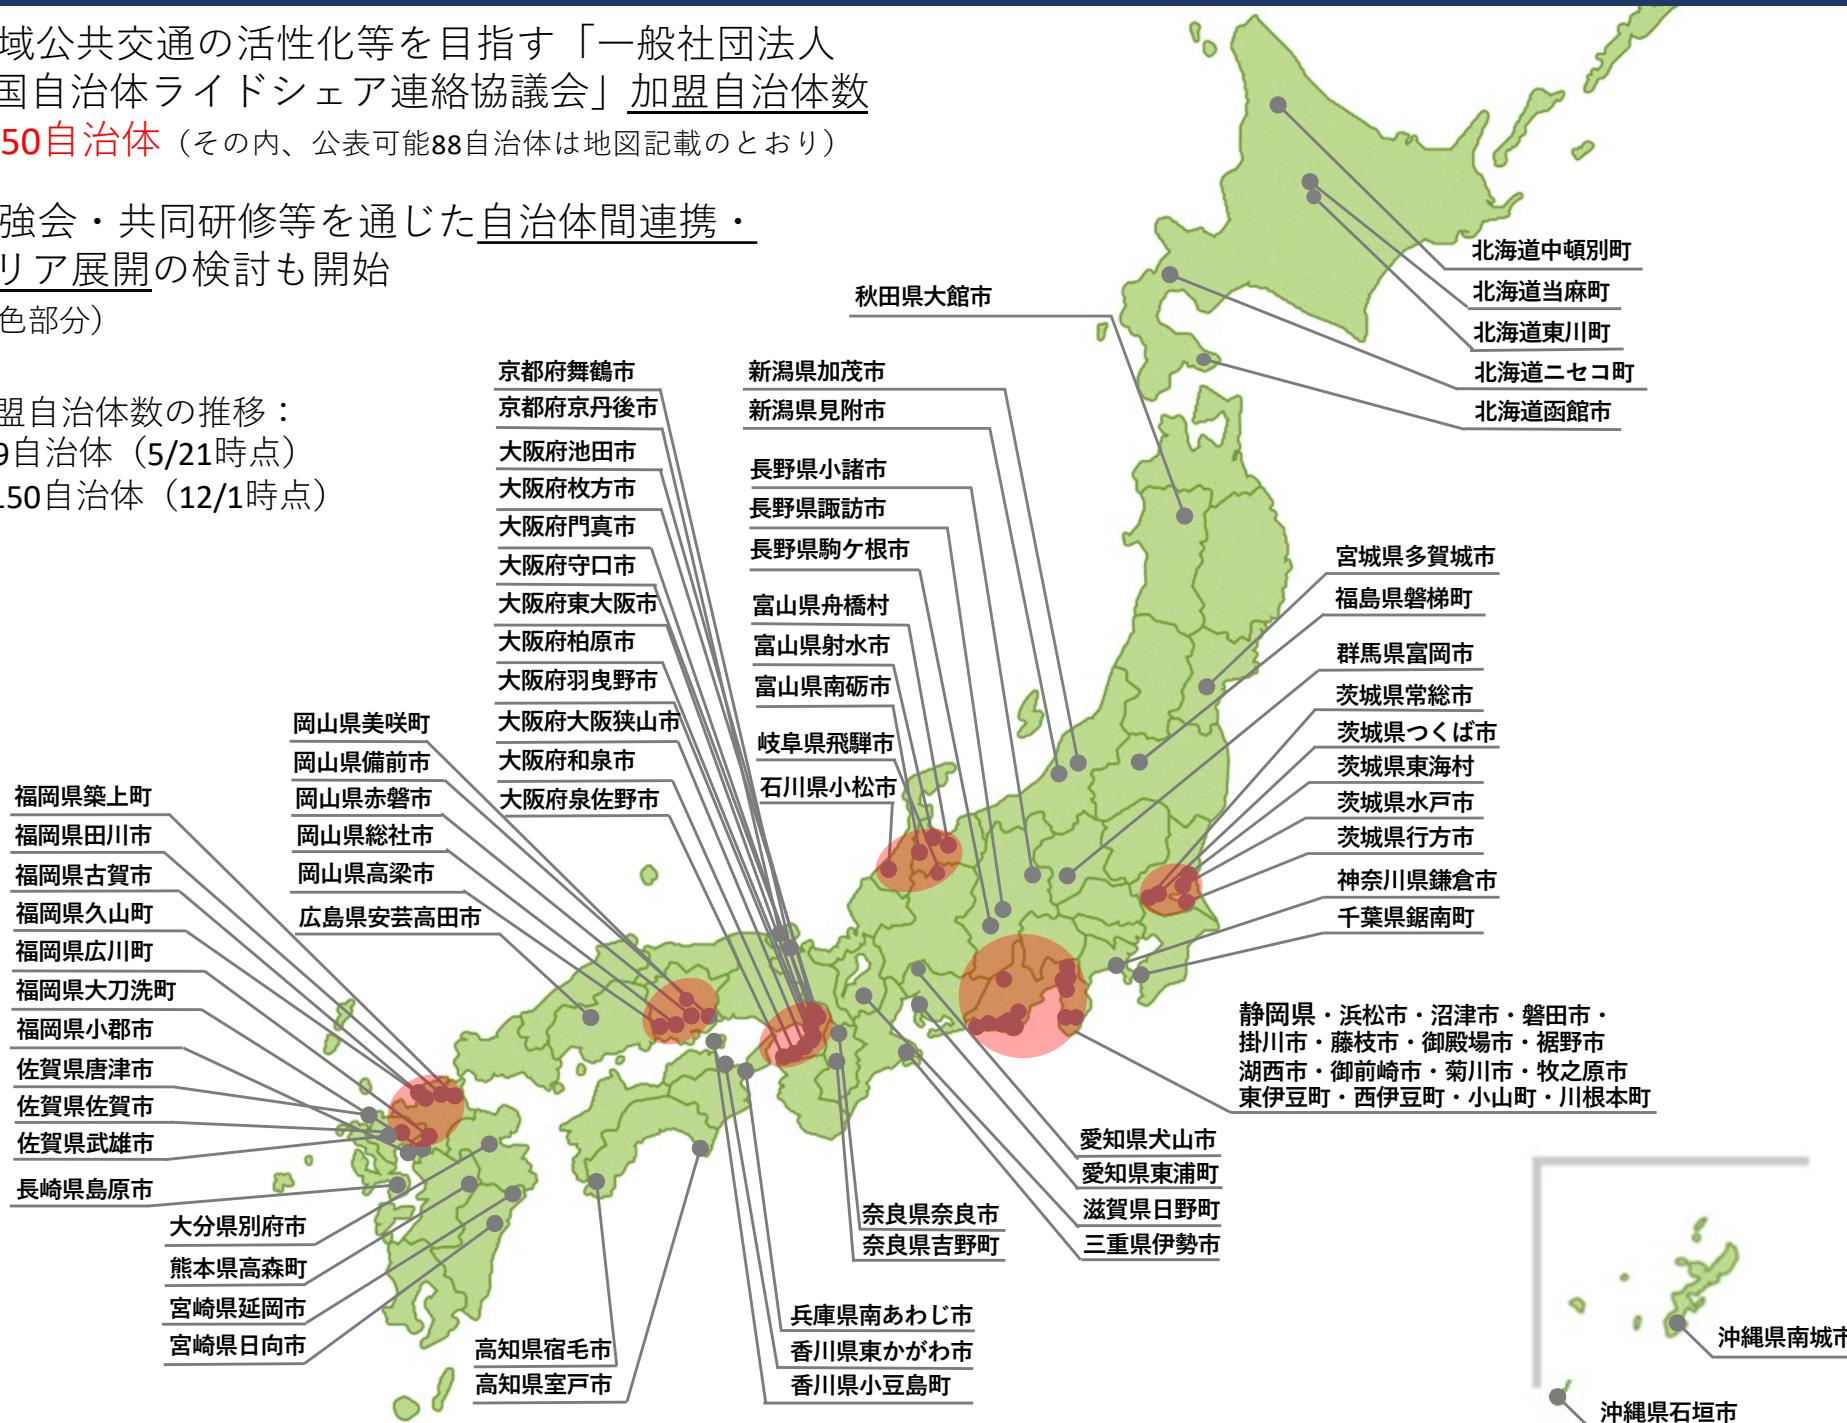 域公共交通の活性化等を目指す「一般社団法人
国自治体ライドシェア連絡協議会」加盟自治体数
50自治体（その内、公表可能88自治体は地図記載のとおり）
強会・共同研修等を通じた自治体間連携・
リア展開の検討も開始
色部分）
盟自治体数の推移：
9自治体（5/21時点）
150自治体（12/1時点）
北海道中頓別町
北海道当麻町
北海道東川町
北海道ニセコ町
北海道函館市
秋田県大館市
京都府舞鶴市
京都府京丹後市
大阪府池田市
大阪府枚方市
大阪府門真市
大阪府守口市
大阪府東大阪市
大阪府柏原市
大阪府羽曳野市
大阪府大阪狭山市
大阪府和泉市
大阪府泉佐野市
新潟県加茂市
新潟県見附市
長野県小諸市
長野県諏訪市
長野県駒ケ根市
富山県舟橋村
富山県射水市
富山県南砺市
岐阜県飛騨市
石川県小松市
宮城県多賀城市
福島県磐梯町
群馬県富岡市
茨城県常総市
茨城県つくば市
茨城県東海村
茨城県水戸市
茨城県行方市
神奈川県鎌倉市
千葉県鋸南町
岡山県美咲町
岡山県備前市
岡山県赤磐市
岡山県総社市
岡山県高梁市
広島県安芸高田市
福岡県築上町
福岡県田川市
福岡県古賀市
福岡県久山町
福岡県広川町
福岡県大刀洗町
福岡県小郡市
佐賀県唐津市
佐賀県佐賀市
佐賀県武雄市
長崎県島原市
大分県別府市
熊本県高森町
宮崎県延岡市
宮崎県日向市
高知県宿毛市
高知県室戸市
兵庫県南あわじ市
香川県東かがわ市
香川県小豆島町
奈良県奈良市
奈良県吉野町
愛知県犬山市
愛知県東浦町
滋賀県日野町
三重県伊勢市
静岡県・浜松市・沼津市・磐田市・
掛川市・藤枝市・御殿場市・裾野市
湖西市・御前崎市・菊川市・牧之原市
東伊豆町・西伊豆町・小山町・川根本町
沖縄県南城市
沖縄県石垣市